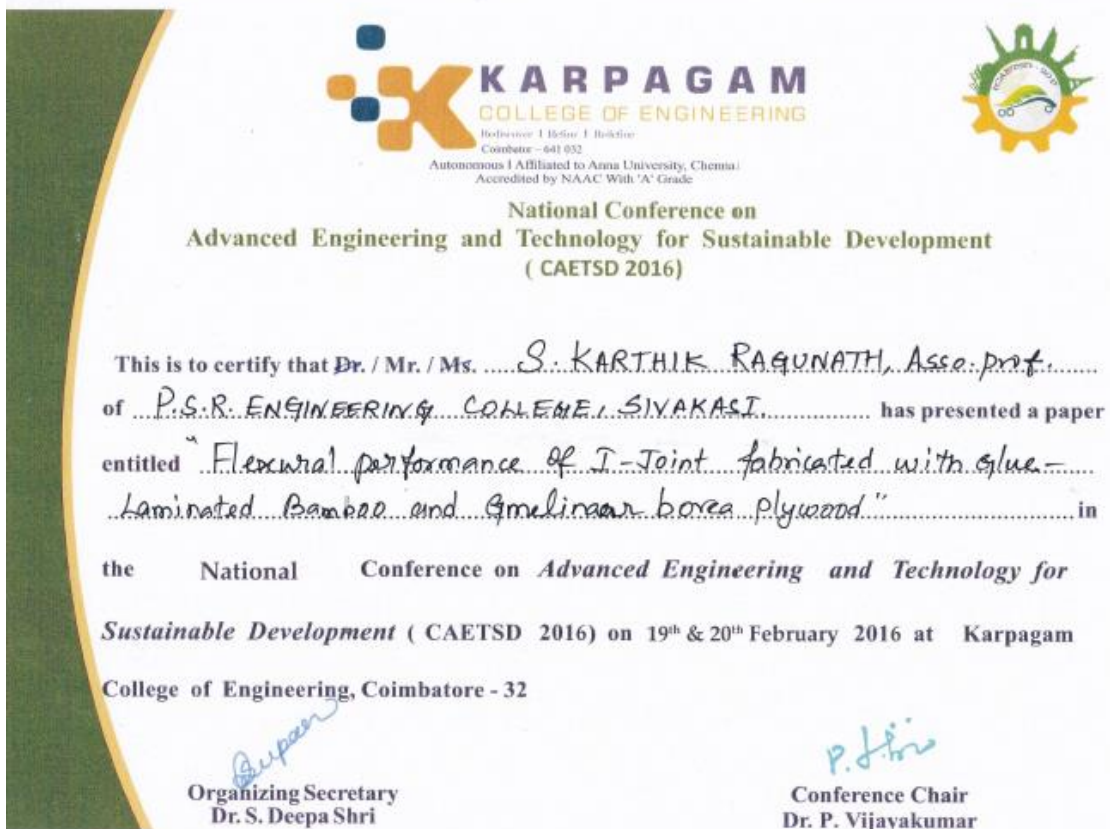 KARPAGAM
COLLEGE OF ENGINEERING
Rediscover I Refine I Redefine
Coimbator – 641 032
Autonomous I Affiliated to Anna University, Chennai
Accredited by NAAC With 'A' Grade
National Conference on
Advanced Engineering and Technology for Sustainable Development
( CAETSD 2016)
This is to certify that Dr. / Mr. / Ms. S. KARTHIK RAGUNATH, Asso. prof.
of P.S.R. ENGINEERING COLLEGE, SIVAKASI. has presented a paper
entitled "Flexural performance of I-Joint fabricated with Glue-
Laminated Bamboo and borea Plywood" in
the National Conference on Advanced Engineering and Technology for
Sustainable Development ( CAETSD 2016) on 19th & 20th February 2016 at Karpagam
College of Engineering, Coimbatore - 32
Organizing Secretary
Dr. S. Deepa Shri
Conference Chair
Dr. P. Vijayakumar